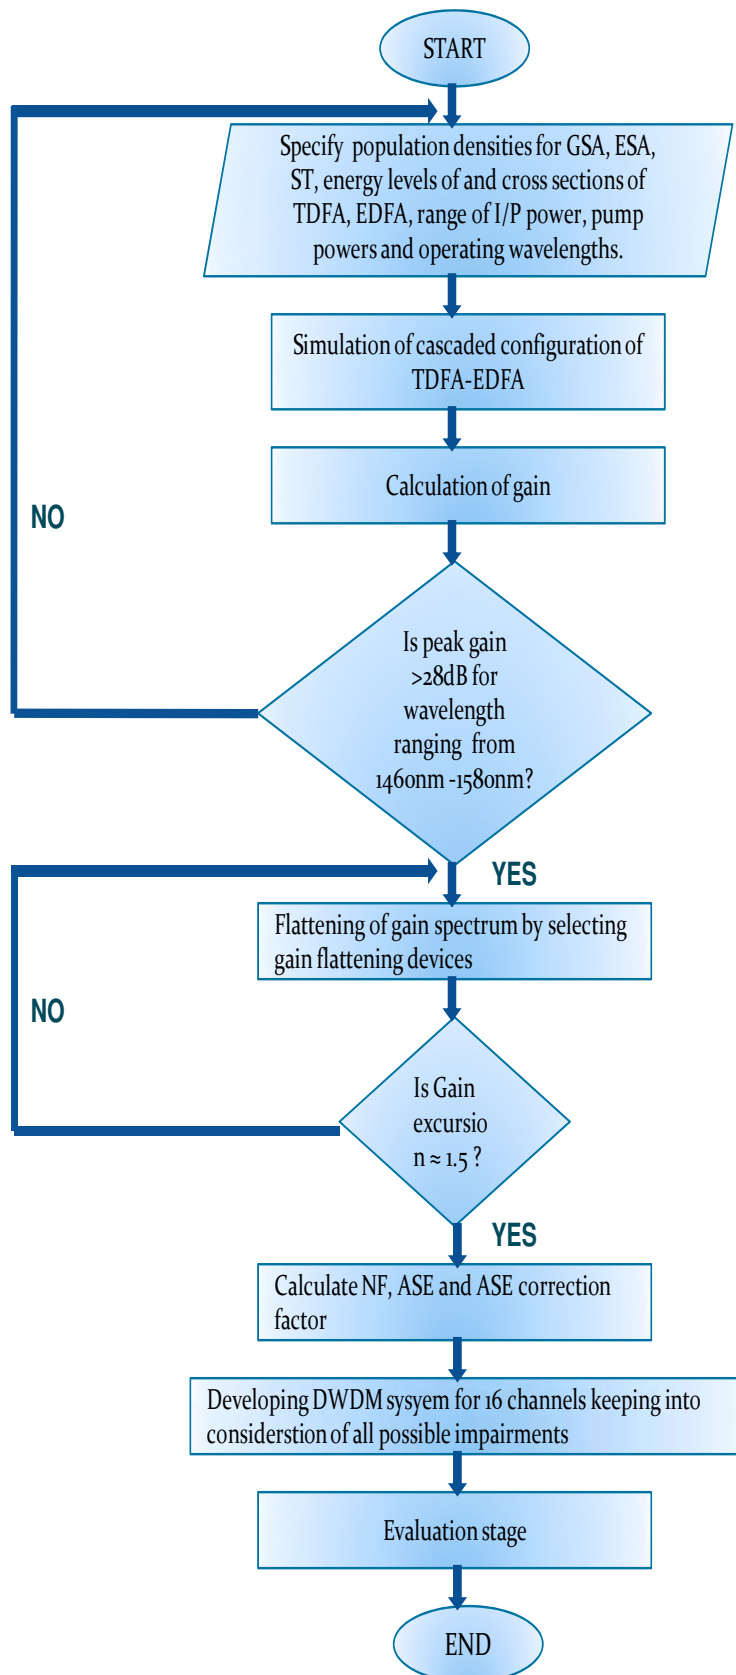 START
Specify population densities for GSA, ESA,
ST, energy levels of and cross sections of
TDFA, EDFA, range of I/P power, pump
powers and operating wavelengths.
Simulation of cascaded configuration of
TDFA-EDFA
Calculation of gain
NO
Is peak gain
>28dB for
wavelength
ranging from
1460nm -1580nm?
YES
Flattening of gain spectrum by selecting
gain flattening devices
NO
Is Gain
excursio
n ≈ 1.5 ?
YES
Calculate NF, ASE and ASE correction
factor
Developing DWDM sysyem for 16 channels keeping into
considerstion of all possible impairments
Evaluation stage
END